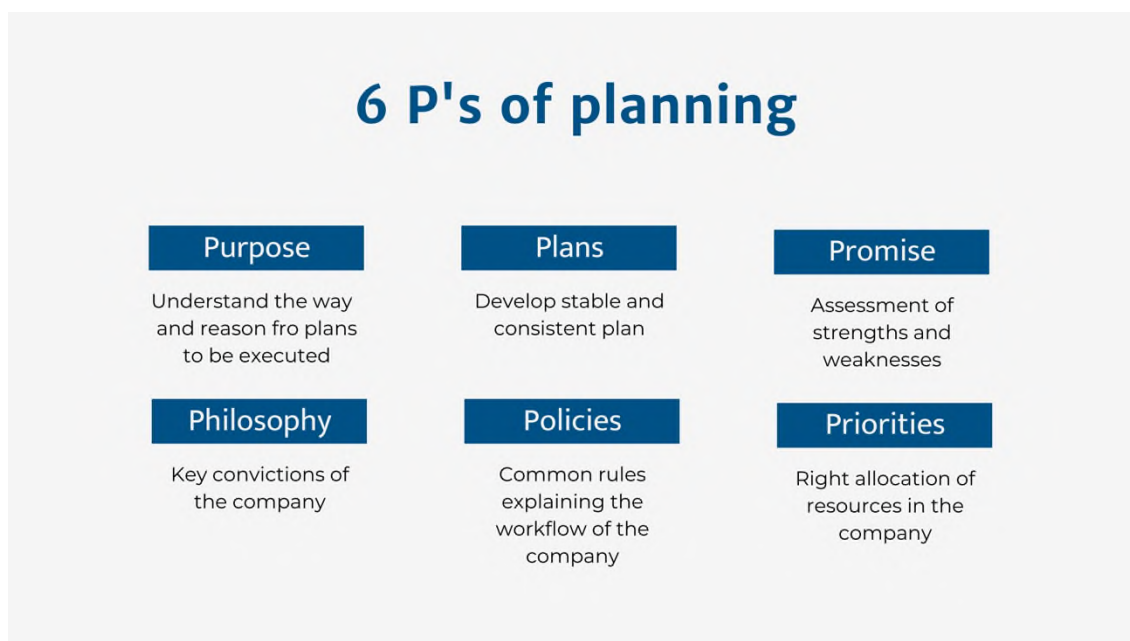 6 P's of planning
Purpose
Understand the way
and reason fro plans
to be executed
Plans
Develop stable and
consistent plan
Promise
Assessment of
strengths and
weaknesses
Philosophy
Key convictions of
the company
Policies
Common rules
explaining the
workflow of the
company
Priorities
Right allocation of
resources in the
company